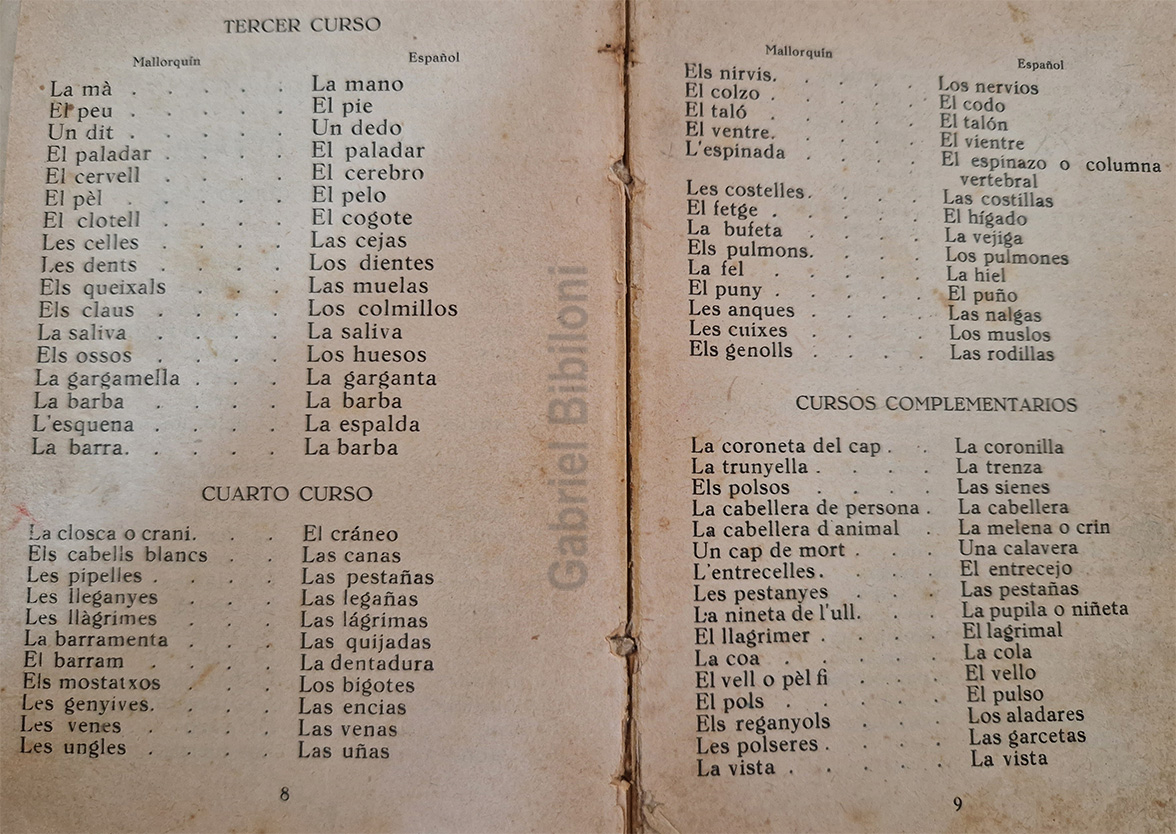 TERCER CURSO
Mallorquín Español
La mà . . . . . La mano
El peu . . . . . El pie
Un dit . . . . . Un dedo
El paladar . . . . El paladar
El cervell . . . . El cerebro
El pèl . . . . . El pelo
El clotell . . . . El cogote
Les celles . . . . Las cejas
Les dents . . . . Los dientes
Els queixals . . . Las muelas
Els claus . . . . Los colmillos
La saliva . . . . La saliva
Els ossos . . . . Los huesos
La gargamella . . . La garganta
La barba . . . . La barba
L'esquena . . . . La espalda
La barra. . . . . La barba
CUARTO CURSO
La closca o crani. . . El cráneo
Els cabells blancs . . Las canas
Les pipelles . . . . Las pestañas
Les lleganyes . . . Las legañas
Les llàgrimes . . . Las lágrimas
La barramenta . . . Las quijadas
El barram . . . . La dentadura
Els mostatxos . . . Los bigotes
Les genyives. . . . Las encias
Les venes . . . . Las venas
Les ungles . . . . Las uñas
8
Mallorquín Español
Els nirvis. . . . Los nervios
El colzo . . . . El codo
El taló . . . . El talón
El ventre. . . . El vientre
L'espinada . . . El espinazo o columna
vertebral
Les costelles. . . . Las costillas
El fetge . . . . El hígado
La bufeta . . . . La vejiga
Els pulmons. . . . Los pulmones
La fel . . . . La hiel
El puny . . . . El puño
Les anques . . . . Las nalgas
Les cuixes . . . . Los muslos
Els genolls . . . . Las rodillas
CURSOS COMPLEMENTARIOS
La coroneta del cap . . La coronilla
La trunyella . . . . La trenza
Els polsos . . . . Las sienes
La cabellera de persona . La cabellera
La cabellera d'animal . La melena o crin
Un cap de mort . . . Una calavera
L'entrecelles. . . . El entrecejo
Les pestanyes . . . Las pestañas
La nineta de l'ull. . . La pupila o niñeta
El llagrimer . . . . El lagrimal
La coa . . . . . La cola
El vell o pèl fi . . . El vello
El pols . . . . . El pulso
Els reganyols . . . Los aladares
Les polseres . . . . Las garcetas
La vista . . . . . La vista
9
Gabriel Bibiloni